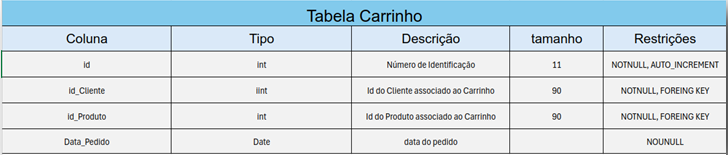 Tabela Carrinho
Coluna Tipo Descrição tamanho Restrições
id int Número de Identificação 11 NOTNULL, AUTO_INCREMENT
id_Cliente iint Id do Cliente associado ao Carrinho 90 NOTNULL, FOREING KEY
id_Produto int Id do Produto associado ao Carrinho 90 NOTNULL, FOREING KEY
Data_Pedido Date data do pedido NOUNULL